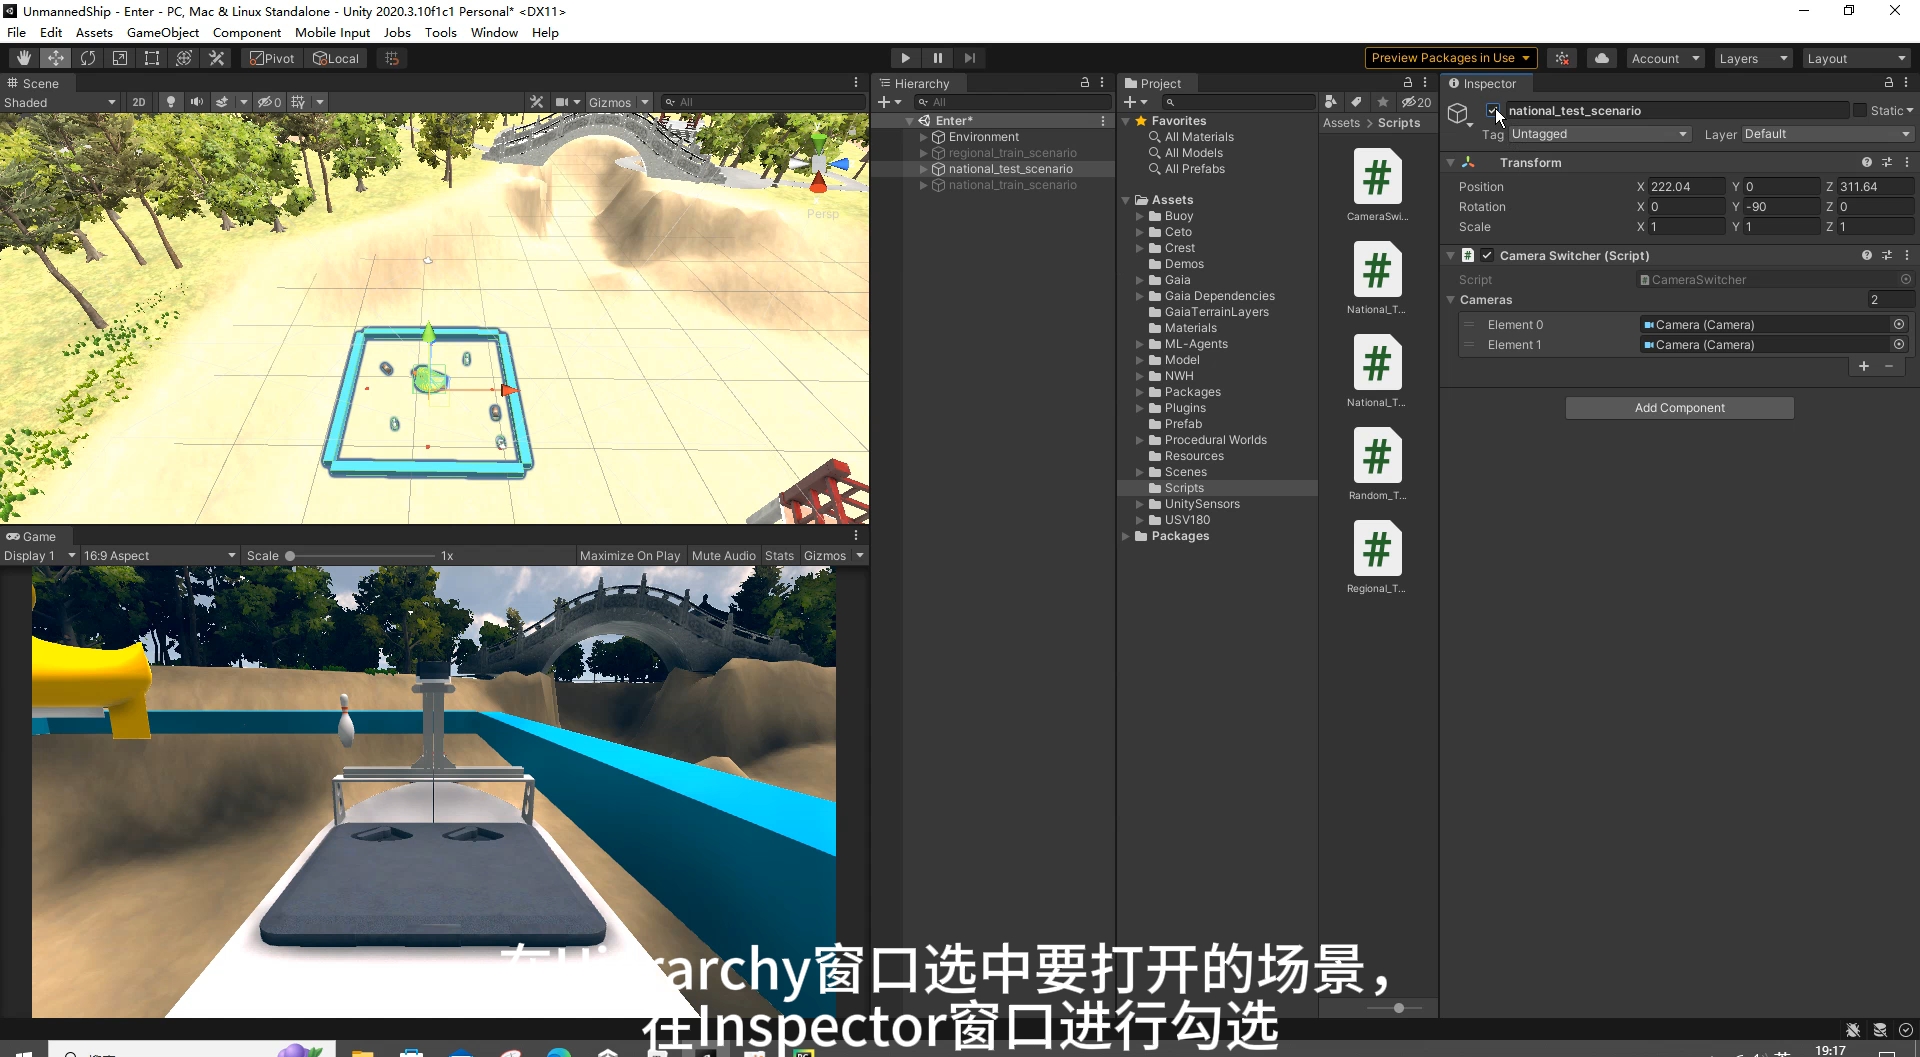 UnmannedShip - Enter - PC, Mac & Linux Standalone - Unity 2020.3.10f1c1 Personal* <DX11>
File Edit Assets GameObject Component Mobile Input Jobs Tools Window Help
Pivot Local Preview Packages in Use Account Layers Layout
Scene
Shaded 2D 0 Gizmos All
Persp
Game
Display 1 16:9 Aspect Scale 1x Maximize On Play Mute Audio Stats Gizmos
Hierarchy
All
Enter*
Environment
regional_train_scenario
national_test_scenario
national_train_scenario
Project
20
Favorites
All Materials
All Models
All Prefabs
Assets
Buoy
Ceto
Crest
Demos
Gaia
Gaia Dependencies
GaiaTerrainLayers
Materials
ML-Agents
Model
NWH
Packages
Plugins
Prefab
Procedural Worlds
Resources
Scenes
Scripts
UnitySensors
USV180
Packages
Assets > Scripts
CameraSwi...
National_T...
National_T...
Random_T...
Regional_T...
Inspector
national_test_scenario Static
Tag Untagged Layer Default
Transform
Position X 222.04 Y 0 Z 311.64
Rotation X 0 Y -90 Z 0
Scale X 1 Y 1 Z 1
Camera Switcher (Script)
Script CameraSwitcher
Cameras 2
Element 0 Camera (Camera)
Element 1 Camera (Camera)
Add Component
在Hierarchy窗口选中要打开的场景，
在Inspector窗口进行勾选
19:17